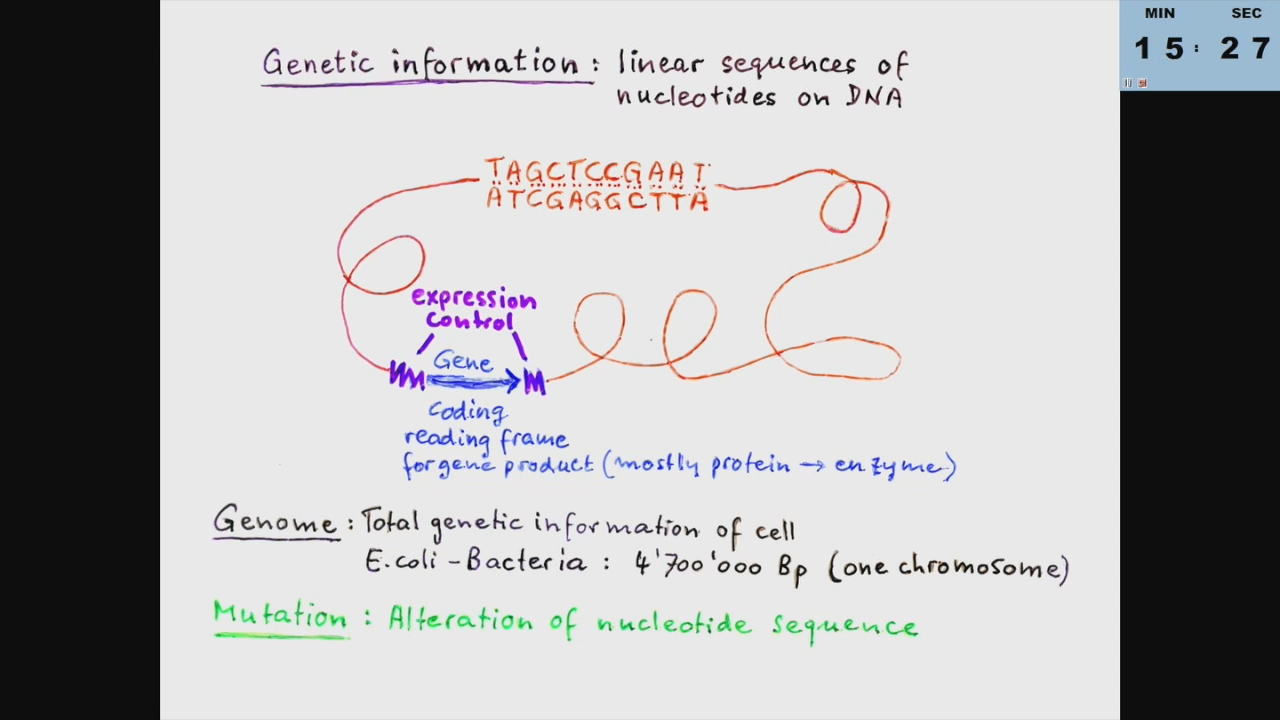 MIN SEC
15:27
Genetic information : linear sequences of
nucleotides on DNA
TAGCTCCGAAT
ATCGAGGCTTA
expression
control
Gene
coding
reading frame
for gene product (mostly protein → enzyme)
Genome : Total genetic information of cell
E.coli - Bacteria : 4'700'000 Bp (one chromosome)
Mutation : Alteration of nucleotide sequence